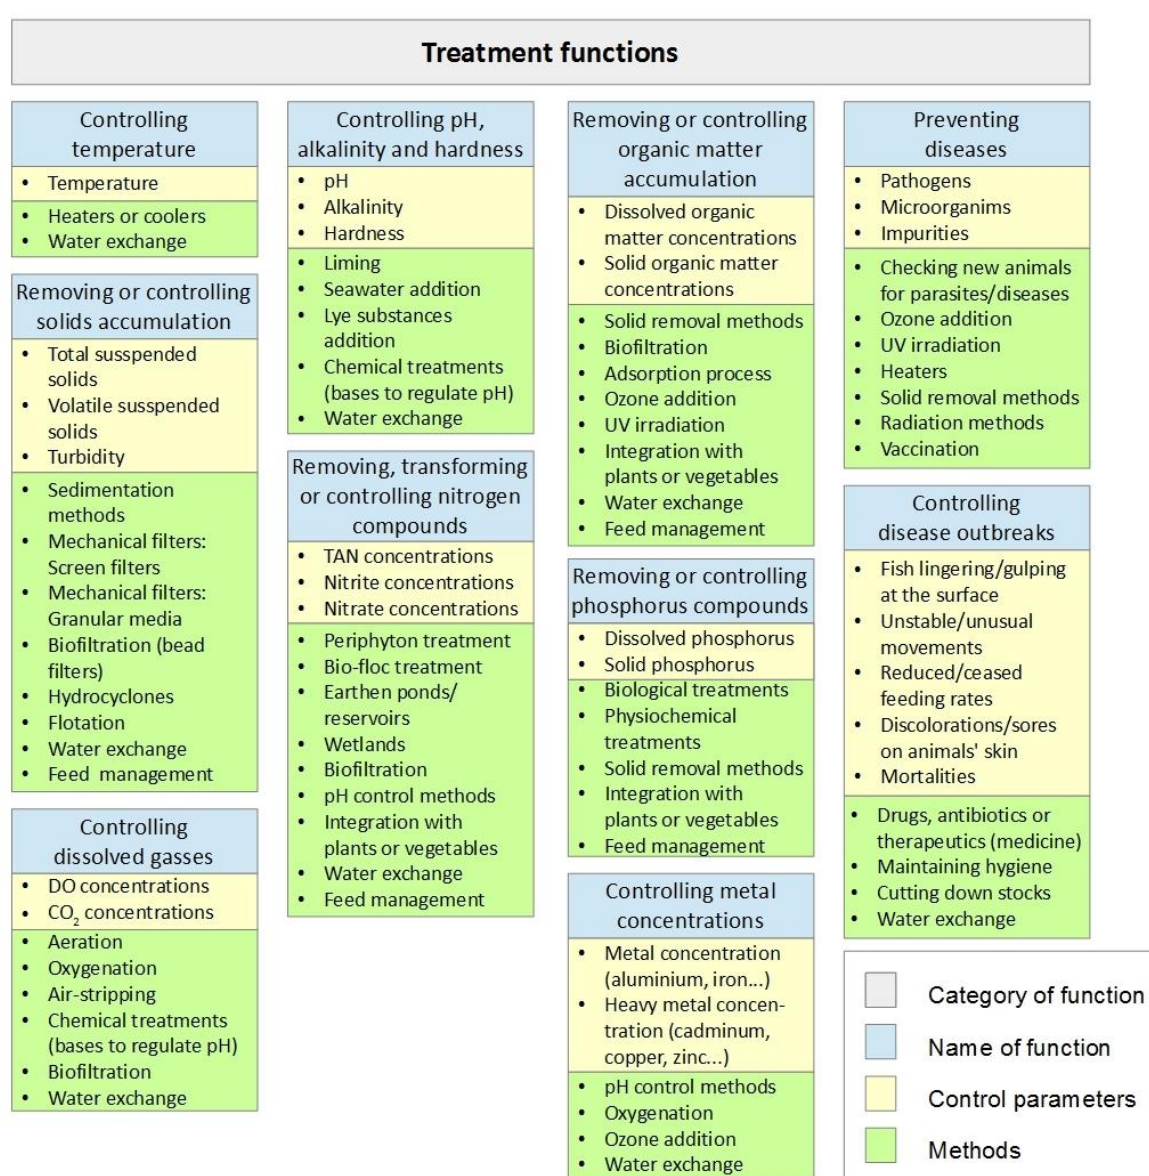 Treatment functions
Controlling
temperature
• Temperature
• Heaters or coolers
• Water exchange
Removing or controlling
solids accumulation
• Total susspended
solids
• Volatile susspended
solids
• Turbidity
• Sedimentation
methods
• Mechanical filters:
Screen filters
• Mechanical filters:
Granular media
• Biofiltration (bead
filters)
• Hydrocyclones
• Flotation
• Water exchange
• Feed management
Controlling
dissolved gasses
• DO concentrations
• CO₂ concentrations
• Aeration
• Oxygenation
• Air-stripping
• Chemical treatments
(bases to regulate pH)
• Biofiltration
• Water exchange
Controlling pH,
alkalinity and hardness
• pH
• Alkalinity
• Hardness
• Liming
• Seawater addition
• Lye substances
addition
• Chemical treatments
(bases to regulate pH)
• Water exchange
Removing, transforming
or controlling nitrogen
compounds
• TAN concentrations
• Nitrite concentrations
• Nitrate concentrations
• Periphyton treatment
• Bio-floc treatment
• Earthen ponds/
reservoirs
• Wetlands
• Biofiltration
• pH control methods
• Integration with
plants or vegetables
• Water exchange
• Feed management
Removing or controlling
organic matter
accumulation
• Dissolved organic
matter concentrations
• Solid organic matter
concentrations
• Solid removal methods
• Biofiltration
• Adsorption process
• Ozone addition
• UV irradiation
• Integration with
plants or vegetables
• Water exchange
• Feed management
Removing or controlling
phosphorus compounds
• Dissolved phosphorus
• Solid phosphorus
• Biological treatments
• Physiochemical
treatments
• Solid removal methods
• Integration with
plants or vegetables
• Feed management
Controlling metal
concentrations
• Metal concentration
(aluminium, iron...)
• Heavy metal concen-
tration (cadminum,
copper, zinc...)
• pH control methods
• Oxygenation
• Ozone addition
• Water exchange
Preventing
diseases
• Pathogens
• Microorganims
• Impurities
• Checking new animals
for parasites/diseases
• Ozone addition
• UV irradiation
• Heaters
• Solid removal methods
• Radiation methods
• Vaccination
Controlling
disease outbreaks
• Fish lingering/gulping
at the surface
• Unstable/unusual
movements
• Reduced/ceased
feeding rates
• Discolorations/sores
on animals' skin
• Mortalities
• Drugs, antibiotics or
therapeutics (medicine)
• Maintaining hygiene
• Cutting down stocks
• Water exchange
Category of function
Name of function
Control parameters
Methods